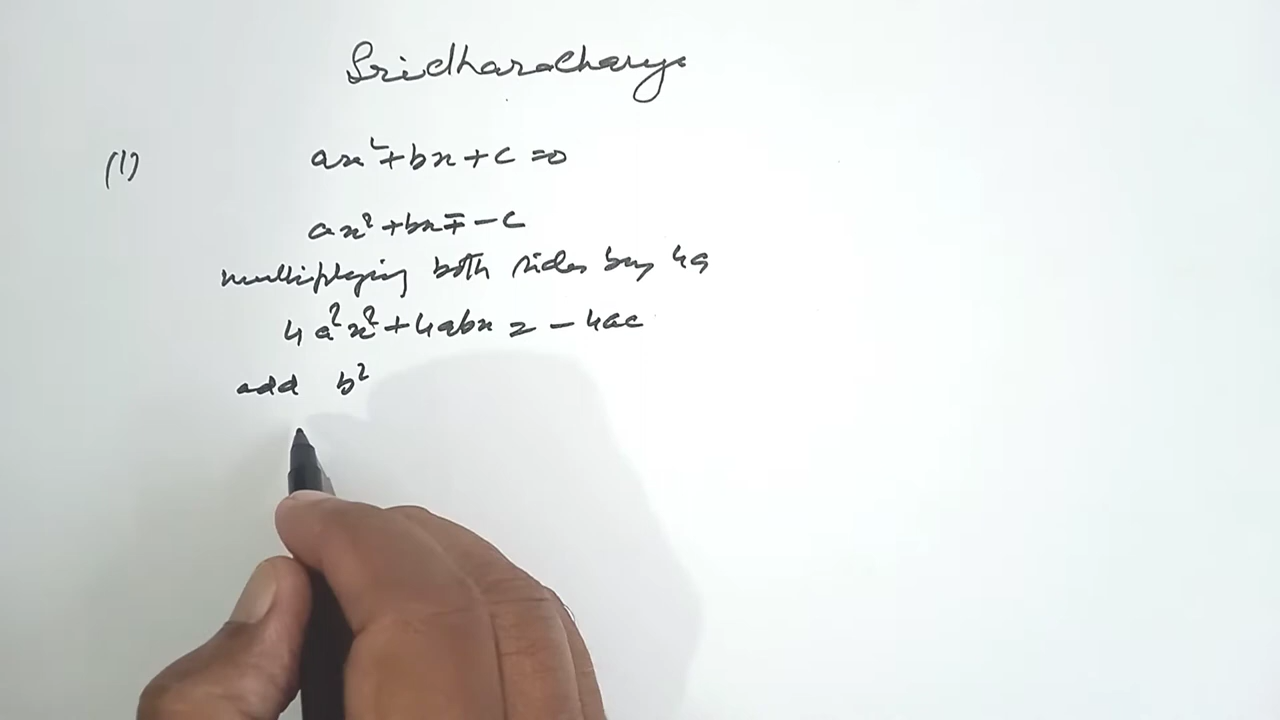 Sridharacharya
(1) ax²+bx+c=0
ax²+bx=-c
multiplying both sides by 4a
4a²x²+4abx=-4ac
add b²